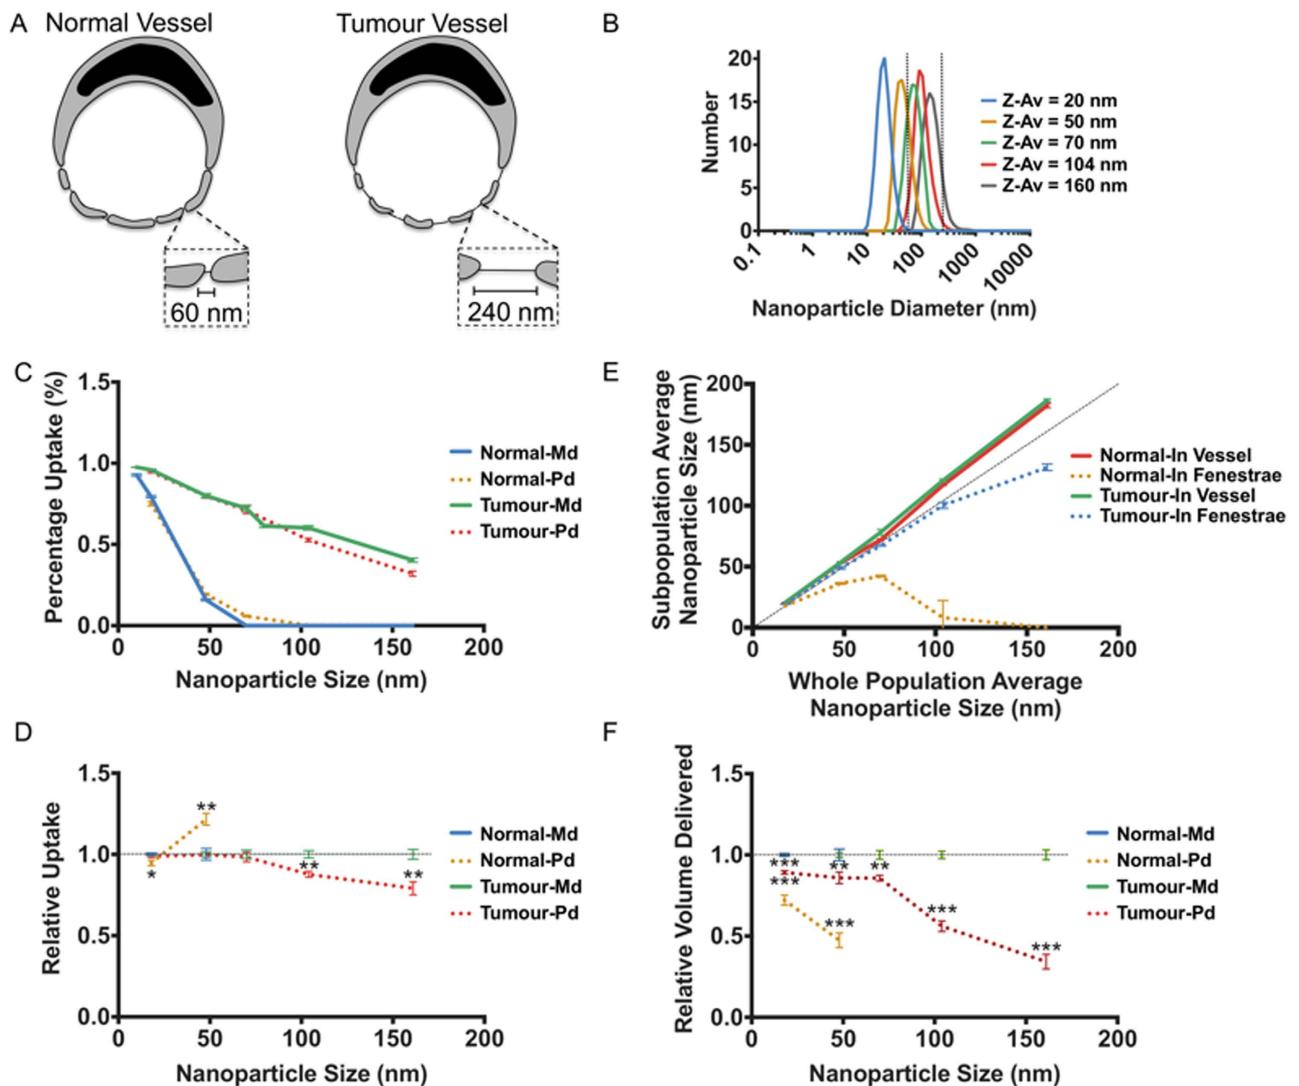 A
Normal Vessel
Tumour Vessel
60 nm
240 nm
B
Number
20
15
10
5
0
0.1
1
10
100
1000
10000
Nanoparticle Diameter (nm)
Z-Av = 20 nm
Z-Av = 50 nm
Z-Av = 70 nm
Z-Av = 104 nm
Z-Av = 160 nm
C
Percentage Uptake (%)
1.5
1.0
0.5
0.0
0
50
100
150
200
Nanoparticle Size (nm)
Normal-Md
Normal-Pd
Tumour-Md
Tumour-Pd
E
Subpopulation Average
Nanoparticle Size (nm)
200
150
100
50
0
0
50
100
150
200
Whole Population Average
Nanoparticle Size (nm)
Normal-In Vessel
Normal-In Fenestrae
Tumour-In Vessel
Tumour-In Fenestrae
D
Relative Uptake
1.5
1.0
0.5
0.0
**
*
**
**
0
50
100
150
200
Nanoparticle Size (nm)
Normal-Md
Normal-Pd
Tumour-Md
Tumour-Pd
F
Relative Volume Delivered
1.5
1.0
0.5
0.0
***
***
**
**
***
***
***
0
50
100
150
200
Nanoparticle Size (nm)
Normal-Md
Normal-Pd
Tumour-Md
Tumour-Pd